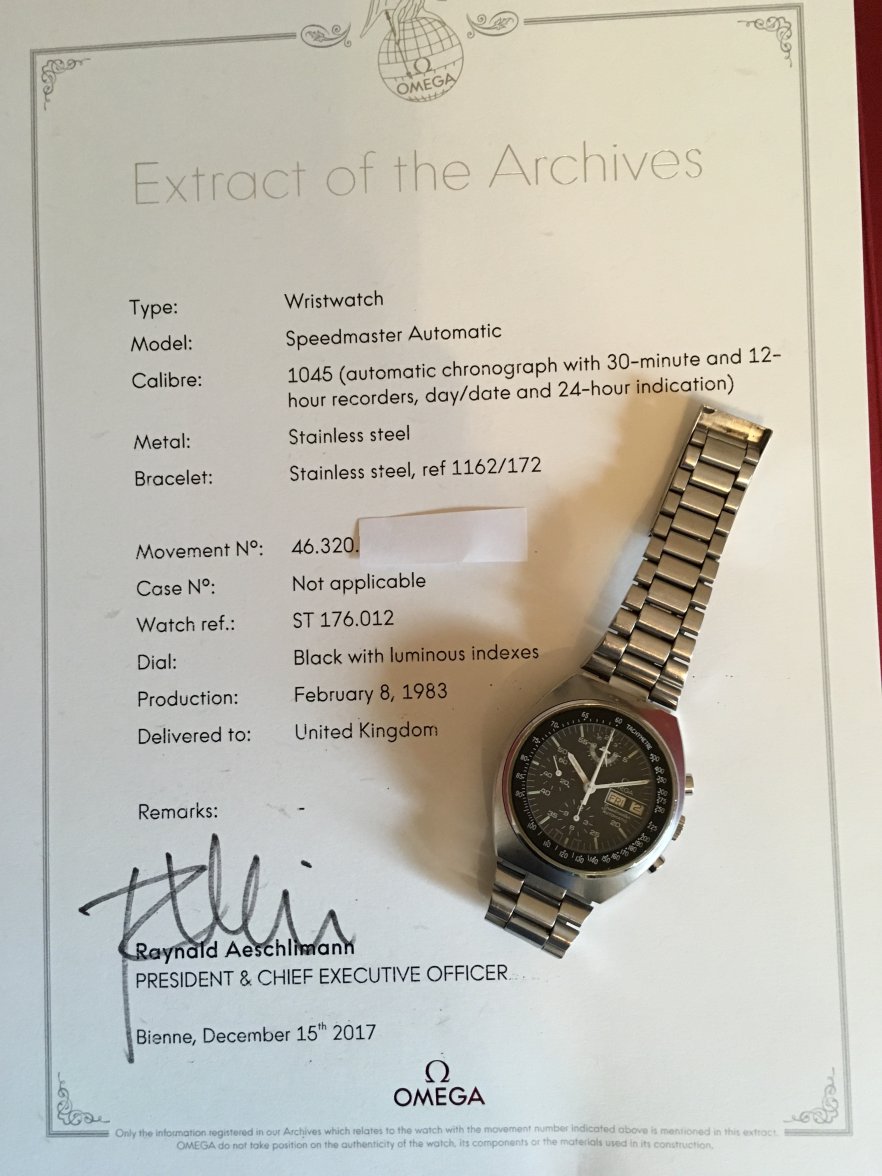 Ω
OMEGA
Extract of the Archives
Type: Wristwatch
Model: Speedmaster Automatic
Calibre: 1045 (automatic chronograph with 30-minute and 12-
hour recorders, day/date and 24-hour indication)
Metal: Stainless steel
Bracelet: Stainless steel, ref 1162/172
Movement Nº: 46.320.
Case Nº: Not applicable
Watch ref.: ST 176.012
Dial: Black with luminous indexes
Production: February 8, 1983
Delivered to: United Kingdom
Remarks: -
TACHYMETRE
OMEGA
FRI 2
Raynald Aeschlimann
PRESIDENT & CHIEF EXECUTIVE OFFICER
Bienne, December 15th 2017
Ω
OMEGA
Only the information registered in our Archives which relates to the watch with the movement number indicated above is mentioned in this extract.
OMEGA do not take position on the authenticity of the watch, its components or the materials used in its construction.